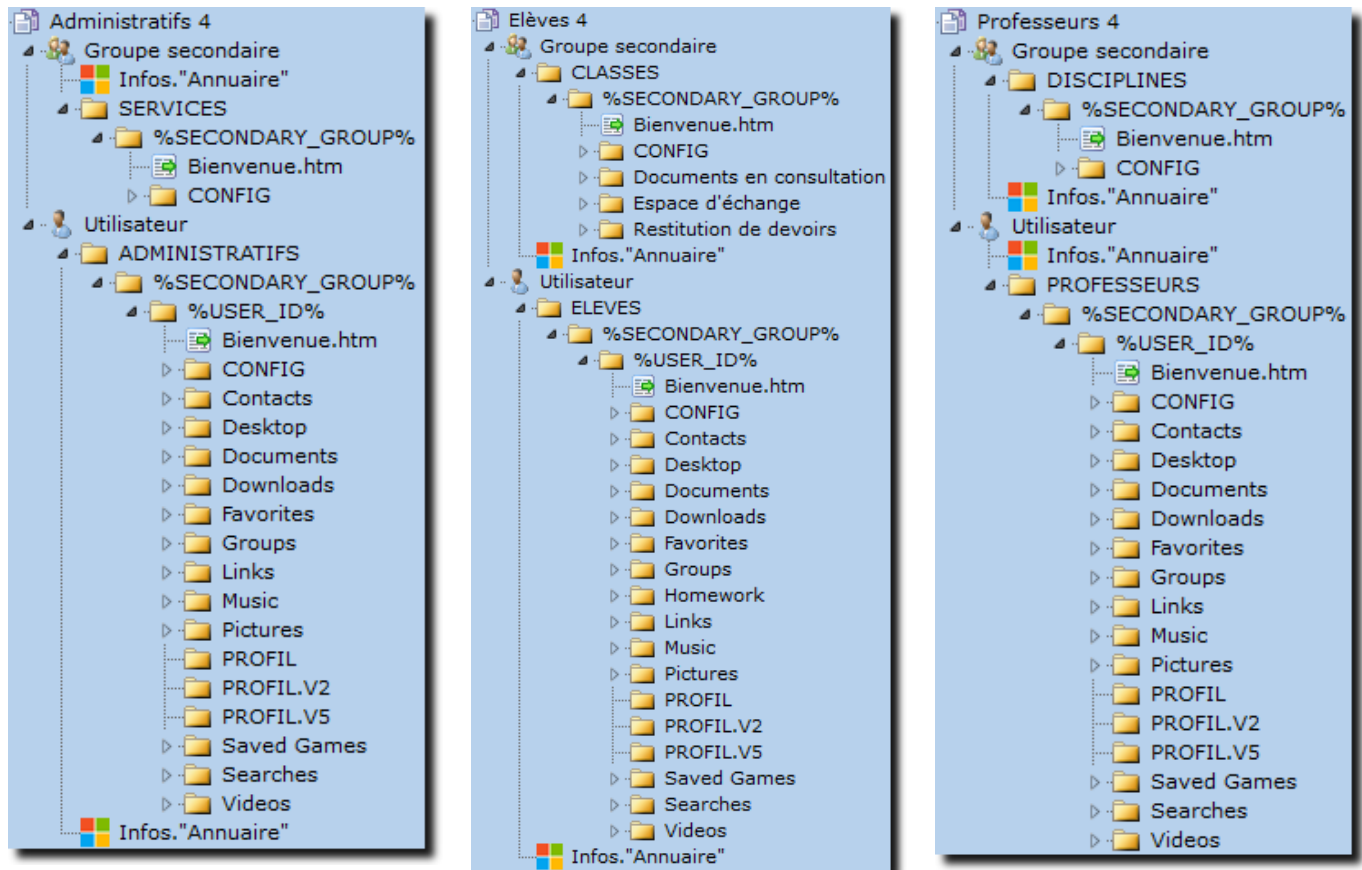 Administratifs 4
Groupe secondaire
Infos."Annuaire"
SERVICES
%SECONDARY_GROUP%
Bienvenue.htm
CONFIG
Utilisateur
ADMINISTRATIFS
%SECONDARY_GROUP%
%USER_ID%
Bienvenue.htm
CONFIG
Contacts
Desktop
Documents
Downloads
Favorites
Groups
Links
Music
Pictures
PROFIL
PROFIL.V2
PROFIL.V5
Saved Games
Searches
Videos
Infos."Annuaire"
Elèves 4
Groupe secondaire
CLASSES
%SECONDARY_GROUP%
Bienvenue.htm
CONFIG
Documents en consultation
Espace d'échange
Restitution de devoirs
Infos."Annuaire"
Utilisateur
ELEVES
%SECONDARY_GROUP%
%USER_ID%
Bienvenue.htm
CONFIG
Contacts
Desktop
Documents
Downloads
Favorites
Groups
Homework
Links
Music
Pictures
PROFIL
PROFIL.V2
PROFIL.V5
Saved Games
Searches
Videos
Infos."Annuaire"
Professeurs 4
Groupe secondaire
DISCIPLINES
%SECONDARY_GROUP%
Bienvenue.htm
CONFIG
Infos."Annuaire"
Utilisateur
Infos."Annuaire"
PROFESSEURS
%SECONDARY_GROUP%
%USER_ID%
Bienvenue.htm
CONFIG
Contacts
Desktop
Documents
Downloads
Favorites
Groups
Links
Music
Pictures
PROFIL
PROFIL.V2
PROFIL.V5
Saved Games
Searches
Videos